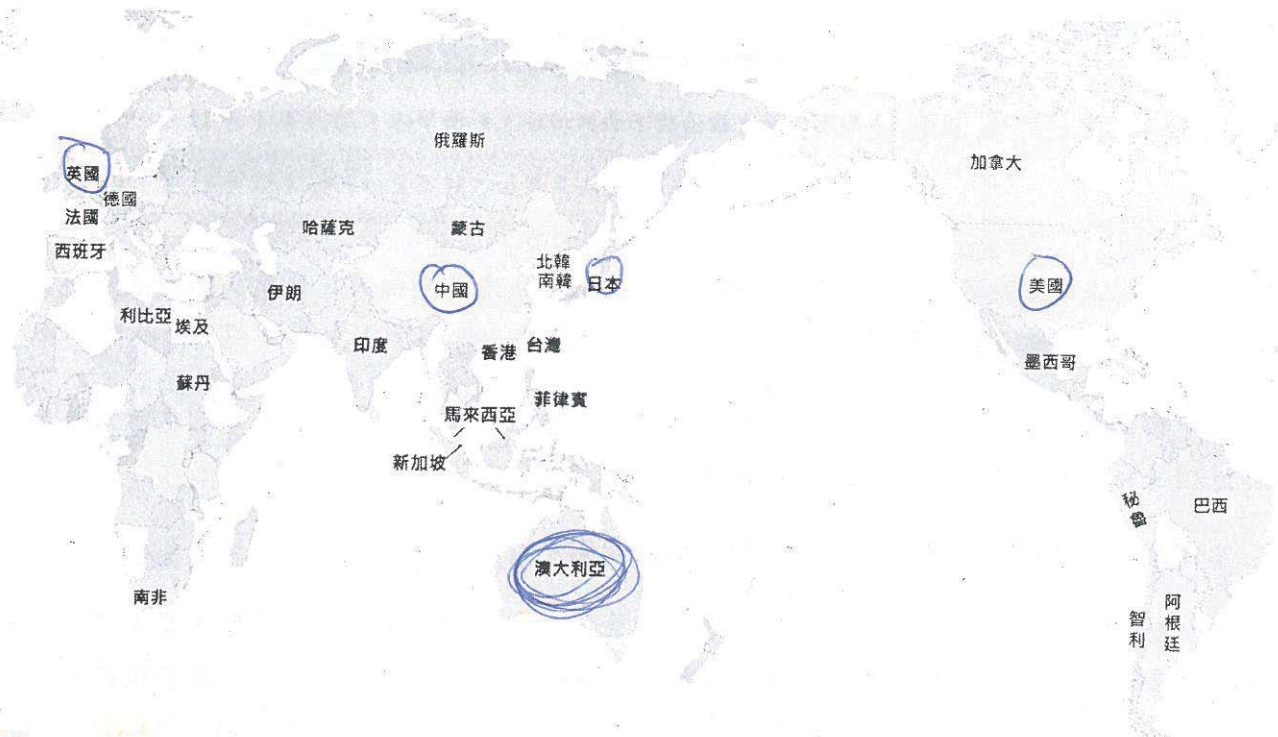 俄羅斯
加拿大
英國
德國
法國
西班牙
哈薩克
蒙古
北韓
南韓
日本
中國
伊朗
美國
利比亞
埃及
印度
香港
台灣
墨西哥
蘇丹
菲律賓
馬來西亞
新加坡
秘魯
巴西
澳大利亞
南非
智利
阿根廷